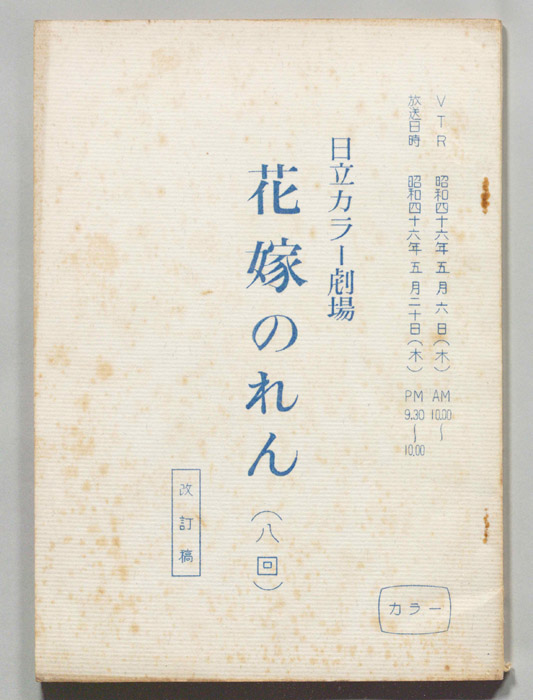 VTR 昭和四十六年五月六日(木) AM 10.00〜
放送日時 昭和四十六年五月二十日(木) PM 9.30〜10.00
日立カラー劇場
花嫁のれん(八回)
改訂稿
カラー